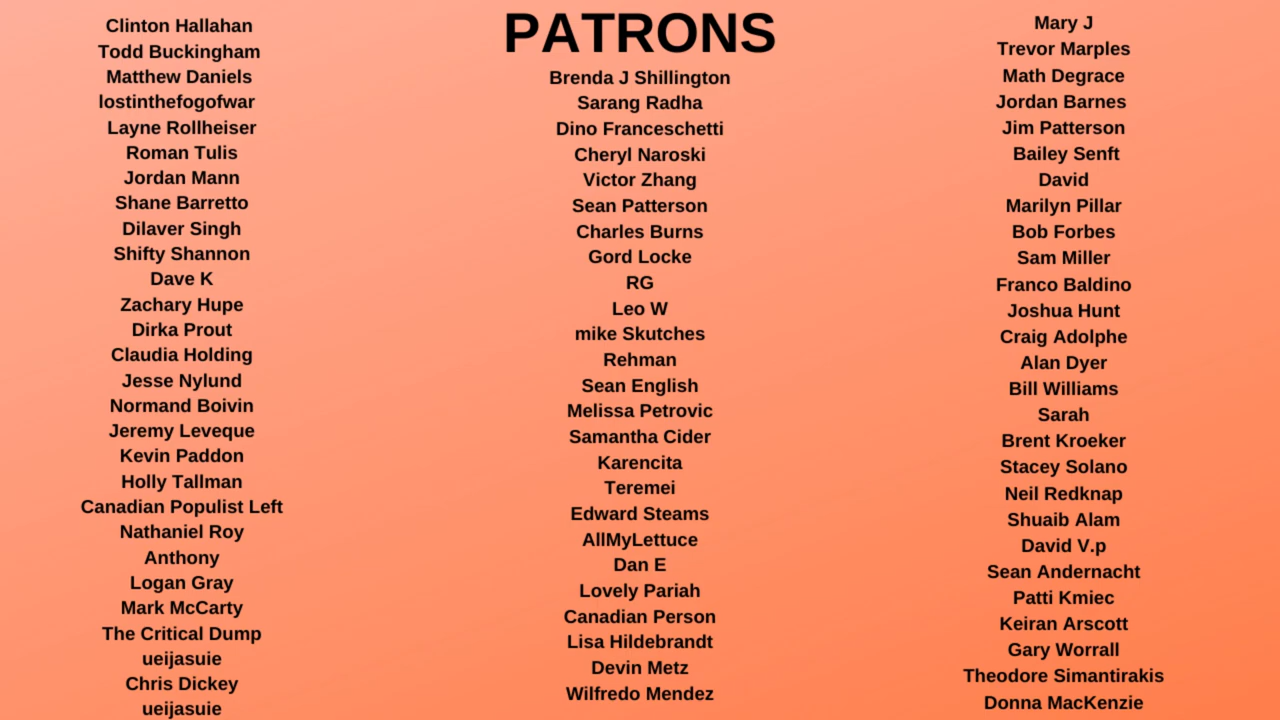 PATRONS
Clinton Hallahan
Todd Buckingham
Matthew Daniels
lostinthefogofwar
Layne Rollheiser
Roman Tulis
Jordan Mann
Shane Barretto
Dilaver Singh
Shifty Shannon
Dave K
Zachary Hupe
Dirka Prout
Claudia Holding
Jesse Nylund
Normand Boivin
Jeremy Leveque
Kevin Paddon
Holly Tallman
Canadian Populist Left
Nathaniel Roy
Anthony
Logan Gray
Mark McCarty
The Critical Dump
ueijasuie
Chris Dickey
ueijasuie
Brenda J Shillington
Sarang Radha
Dino Franceschetti
Cheryl Naroski
Victor Zhang
Sean Patterson
Charles Burns
Gord Locke
RG
Leo W
mike Skutches
Rehman
Sean English
Melissa Petrovic
Samantha Cider
Karencita
Teremei
Edward Steams
AllMyLettuce
Dan E
Lovely Pariah
Canadian Person
Lisa Hildebrandt
Devin Metz
Wilfredo Mendez
Mary J
Trevor Marples
Math Degrace
Jordan Barnes
Jim Patterson
Bailey Senft
David
Marilyn Pillar
Bob Forbes
Sam Miller
Franco Baldino
Joshua Hunt
Craig Adolphe
Alan Dyer
Bill Williams
Sarah
Brent Kroeker
Stacey Solano
Neil Redknap
Shuaib Alam
David V.p
Sean Andernacht
Patti Kmiec
Keiran Arscott
Gary Worrall
Theodore Simantirakis
Donna MacKenzie